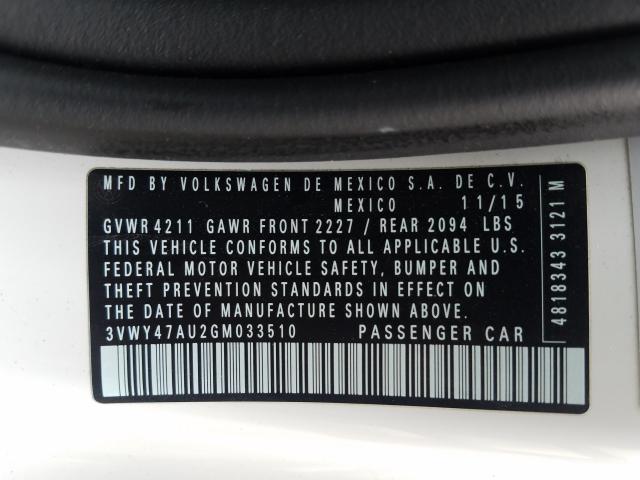 MFD BY VOLKSWAGEN DE MEXICO S.A. DE C.V.
MEXICO 11/15
GVWR 4211 GAWR FRONT 2227 / REAR 2094 LBS
THIS VEHICLE CONFORMS TO ALL APPLICABLE U.S.
FEDERAL MOTOR VEHICLE SAFETY, BUMPER AND
THEFT PREVENTION STANDARDS IN EFFECT ON
THE DATE OF MANUFACTURE SHOWN ABOVE.
3VWY47AU2GM033510 PASSENGER CAR
4818343 3121 M